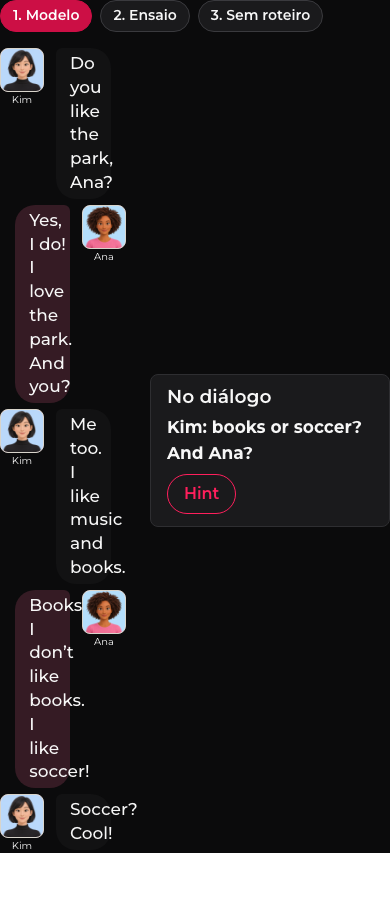 1. Modelo
2. Ensaio
3. Sem roteiro
Kim
Do
you
like
the
park,
Ana?
Yes,
I do!
I
love
the
park.
And
you?
Ana
Kim
Me
too.
I
like
music
and
books.
Books
I
don't
like
books.
I
like
soccer!
Ana
Kim
Soccer?
Cool!
No diálogo
Kim: books or soccer?
And Ana?
Hint